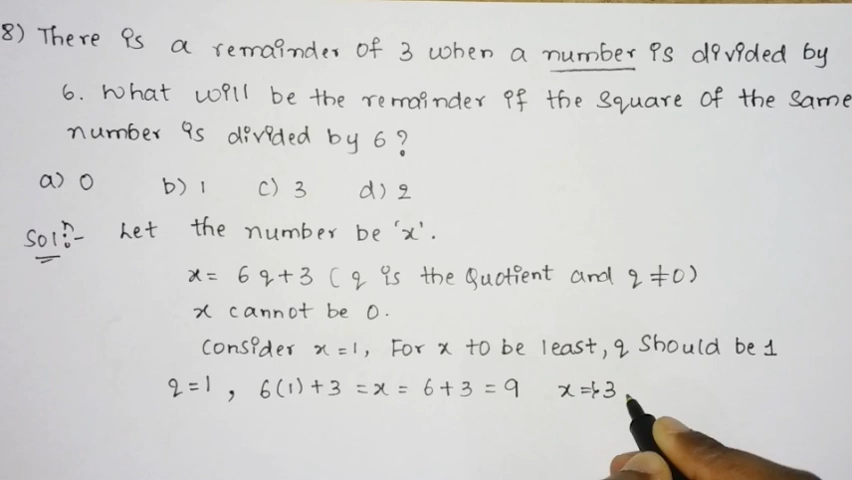 8) There is a remainder of 3 when a number is divided by
6. What will be the remainder if the square of the same
number is divided by 6?
a) 0 b) 1 c) 3 d) 2
Sol:- Let the number be 'x'.
x = 6q+3 ( q is the Quotient and q ≠ 0)
x cannot be 0.
Consider x = 1, For x to be least, q should be 1
q = 1 , 6(1) + 3 = x = 6 + 3 = 9 x = 3